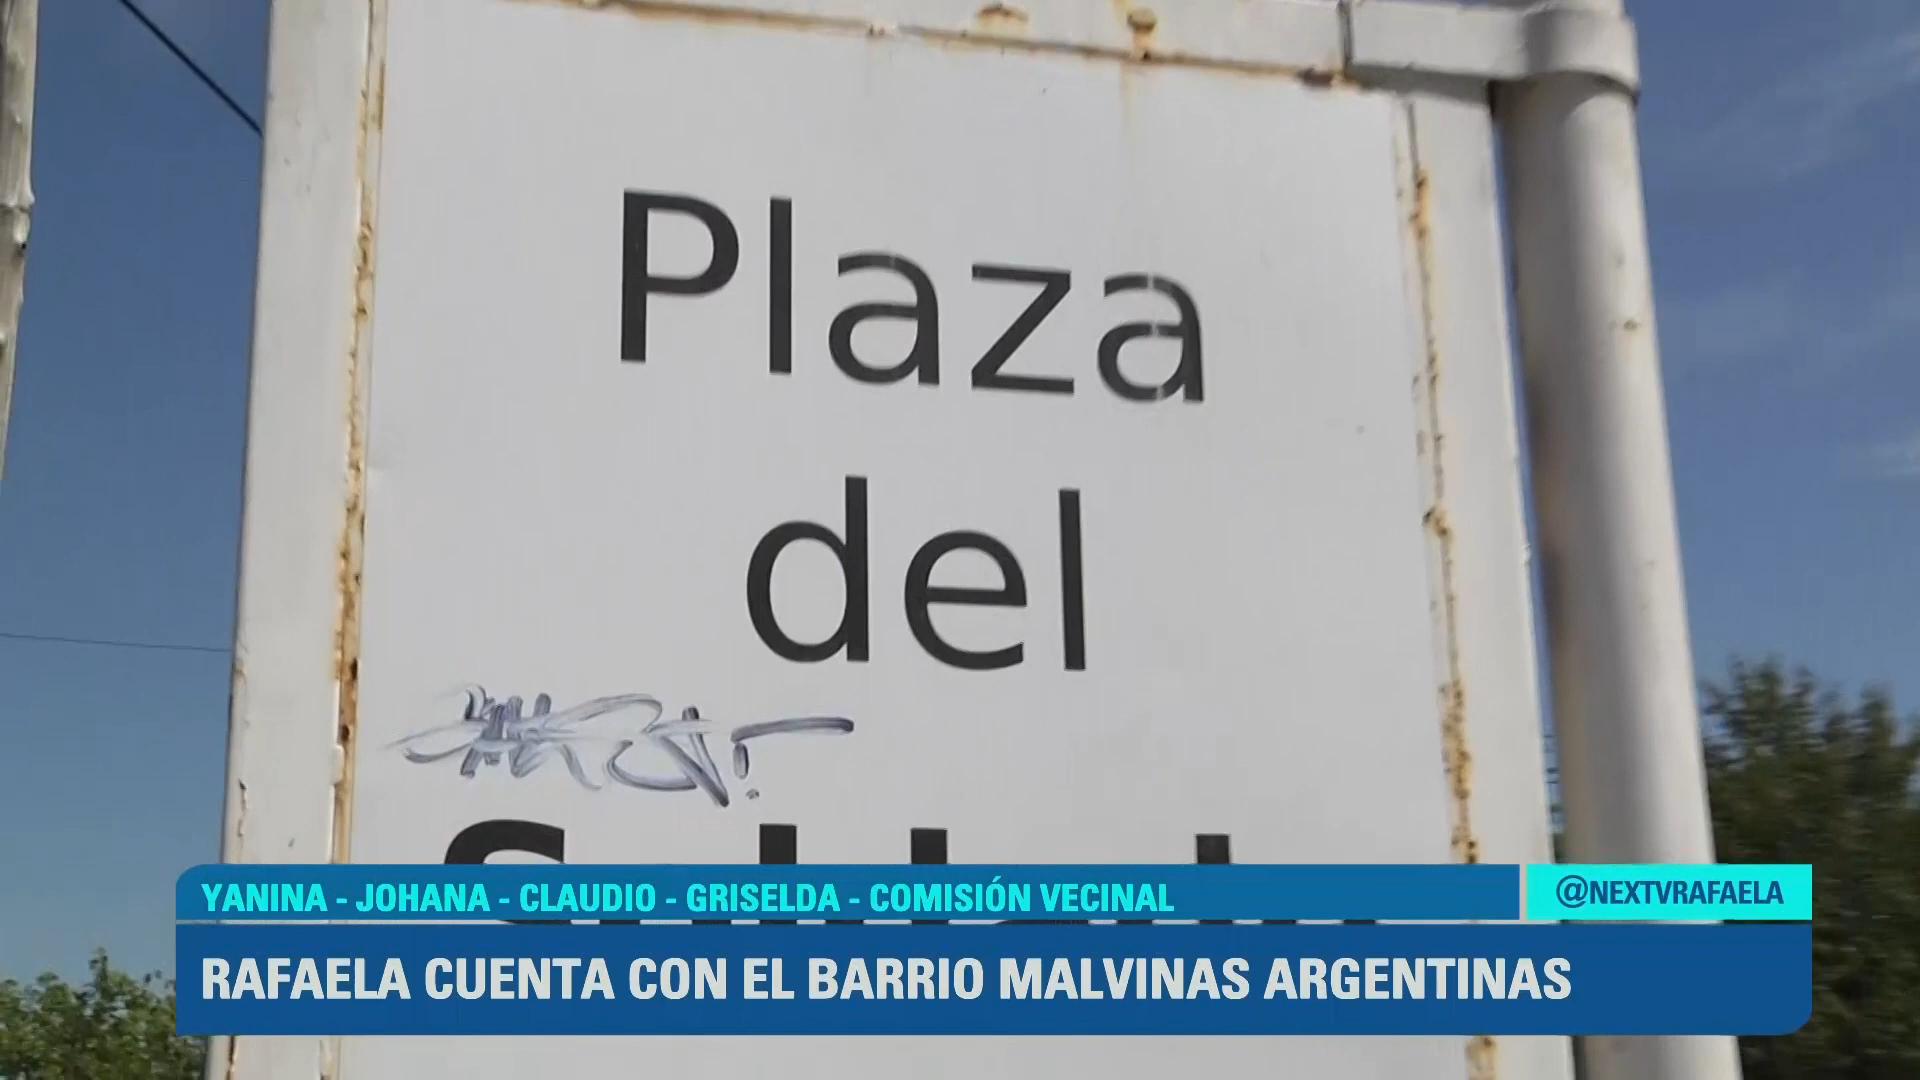 Plaza
del
YANINA - JOHANA - CLAUDIO - GRISELDA - COMISIÓN VECINAL
@NEXTVRAFAELA
RAFAELA CUENTA CON EL BARRIO MALVINAS ARGENTINAS